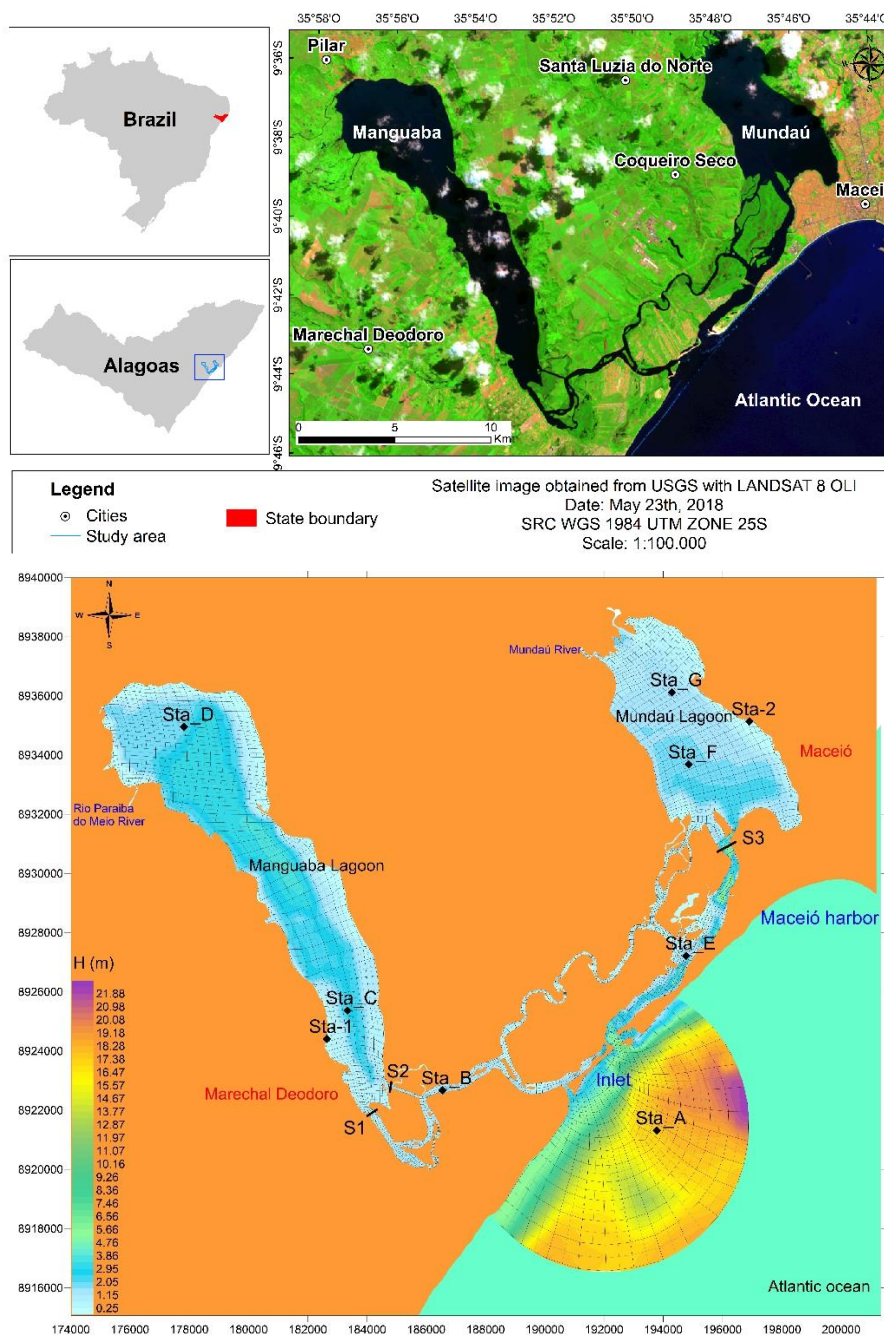 35°58'O 35°56'O 35°54'O 35°52'O 35°50'O 35°48'O 35°46'O 35°44'O
9°36'S
9°38'S
9°40'S
9°42'S
9°44'S
9°46'S
Brazil
Alagoas
Pilar
Santa Luzia do Norte
N
W E
S
Manguaba
Mundaú
Coqueiro Seco
Macei
Marechal Deodoro
Atlantic Ocean
0 5 10
Km
Legend
Cities
Study area
State boundary
Satellite image obtained from USGS with LANDSAT 8 OLI
Date: May 23th, 2018
SRC WGS 1984 UTM ZONE 25S
Scale: 1:100.000
8940000
8938000
8936000
8934000
8932000
8930000
8928000
8926000
8924000
8922000
8920000
8918000
8916000
N
W E
S
Mundaú River
Sta_G
Sta_D
Sta-2
Mundaú Lagoon
Sta_F
Maceió
Rio Paraiba
do Meio River
S3
Manguaba Lagoon
Maceió harbor
Sta_E
Sta_C
Sta-1
S2
Sta_B
Inlet
Marechal Deodoro
S1
Sta_A
Atlantic ocean
H (m)
21.88
20.98
20.08
19.18
18.28
17.38
16.47
15.57
14.67
13.77
12.87
11.97
11.07
10.16
9.26
8.36
7.46
6.56
5.66
4.76
3.86
2.95
2.05
1.15
0.25
174000 176000 178000 180000 182000 184000 186000 188000 190000 192000 194000 196000 198000 200000